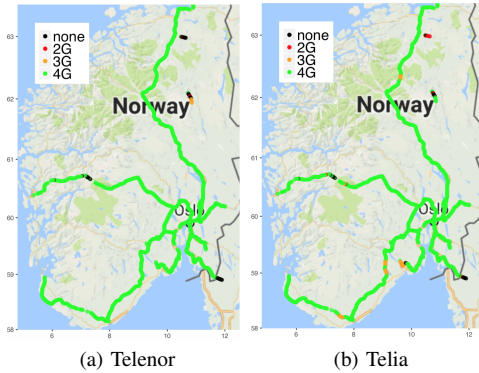 none
2G
3G
4G
Norway
Oslo
63
62
61
60
59
58
6
8
10
12
(a) Telenor
none
2G
3G
4G
Norway
Oslo
63
62
61
60
59
58
6
8
10
12
(b) Telia